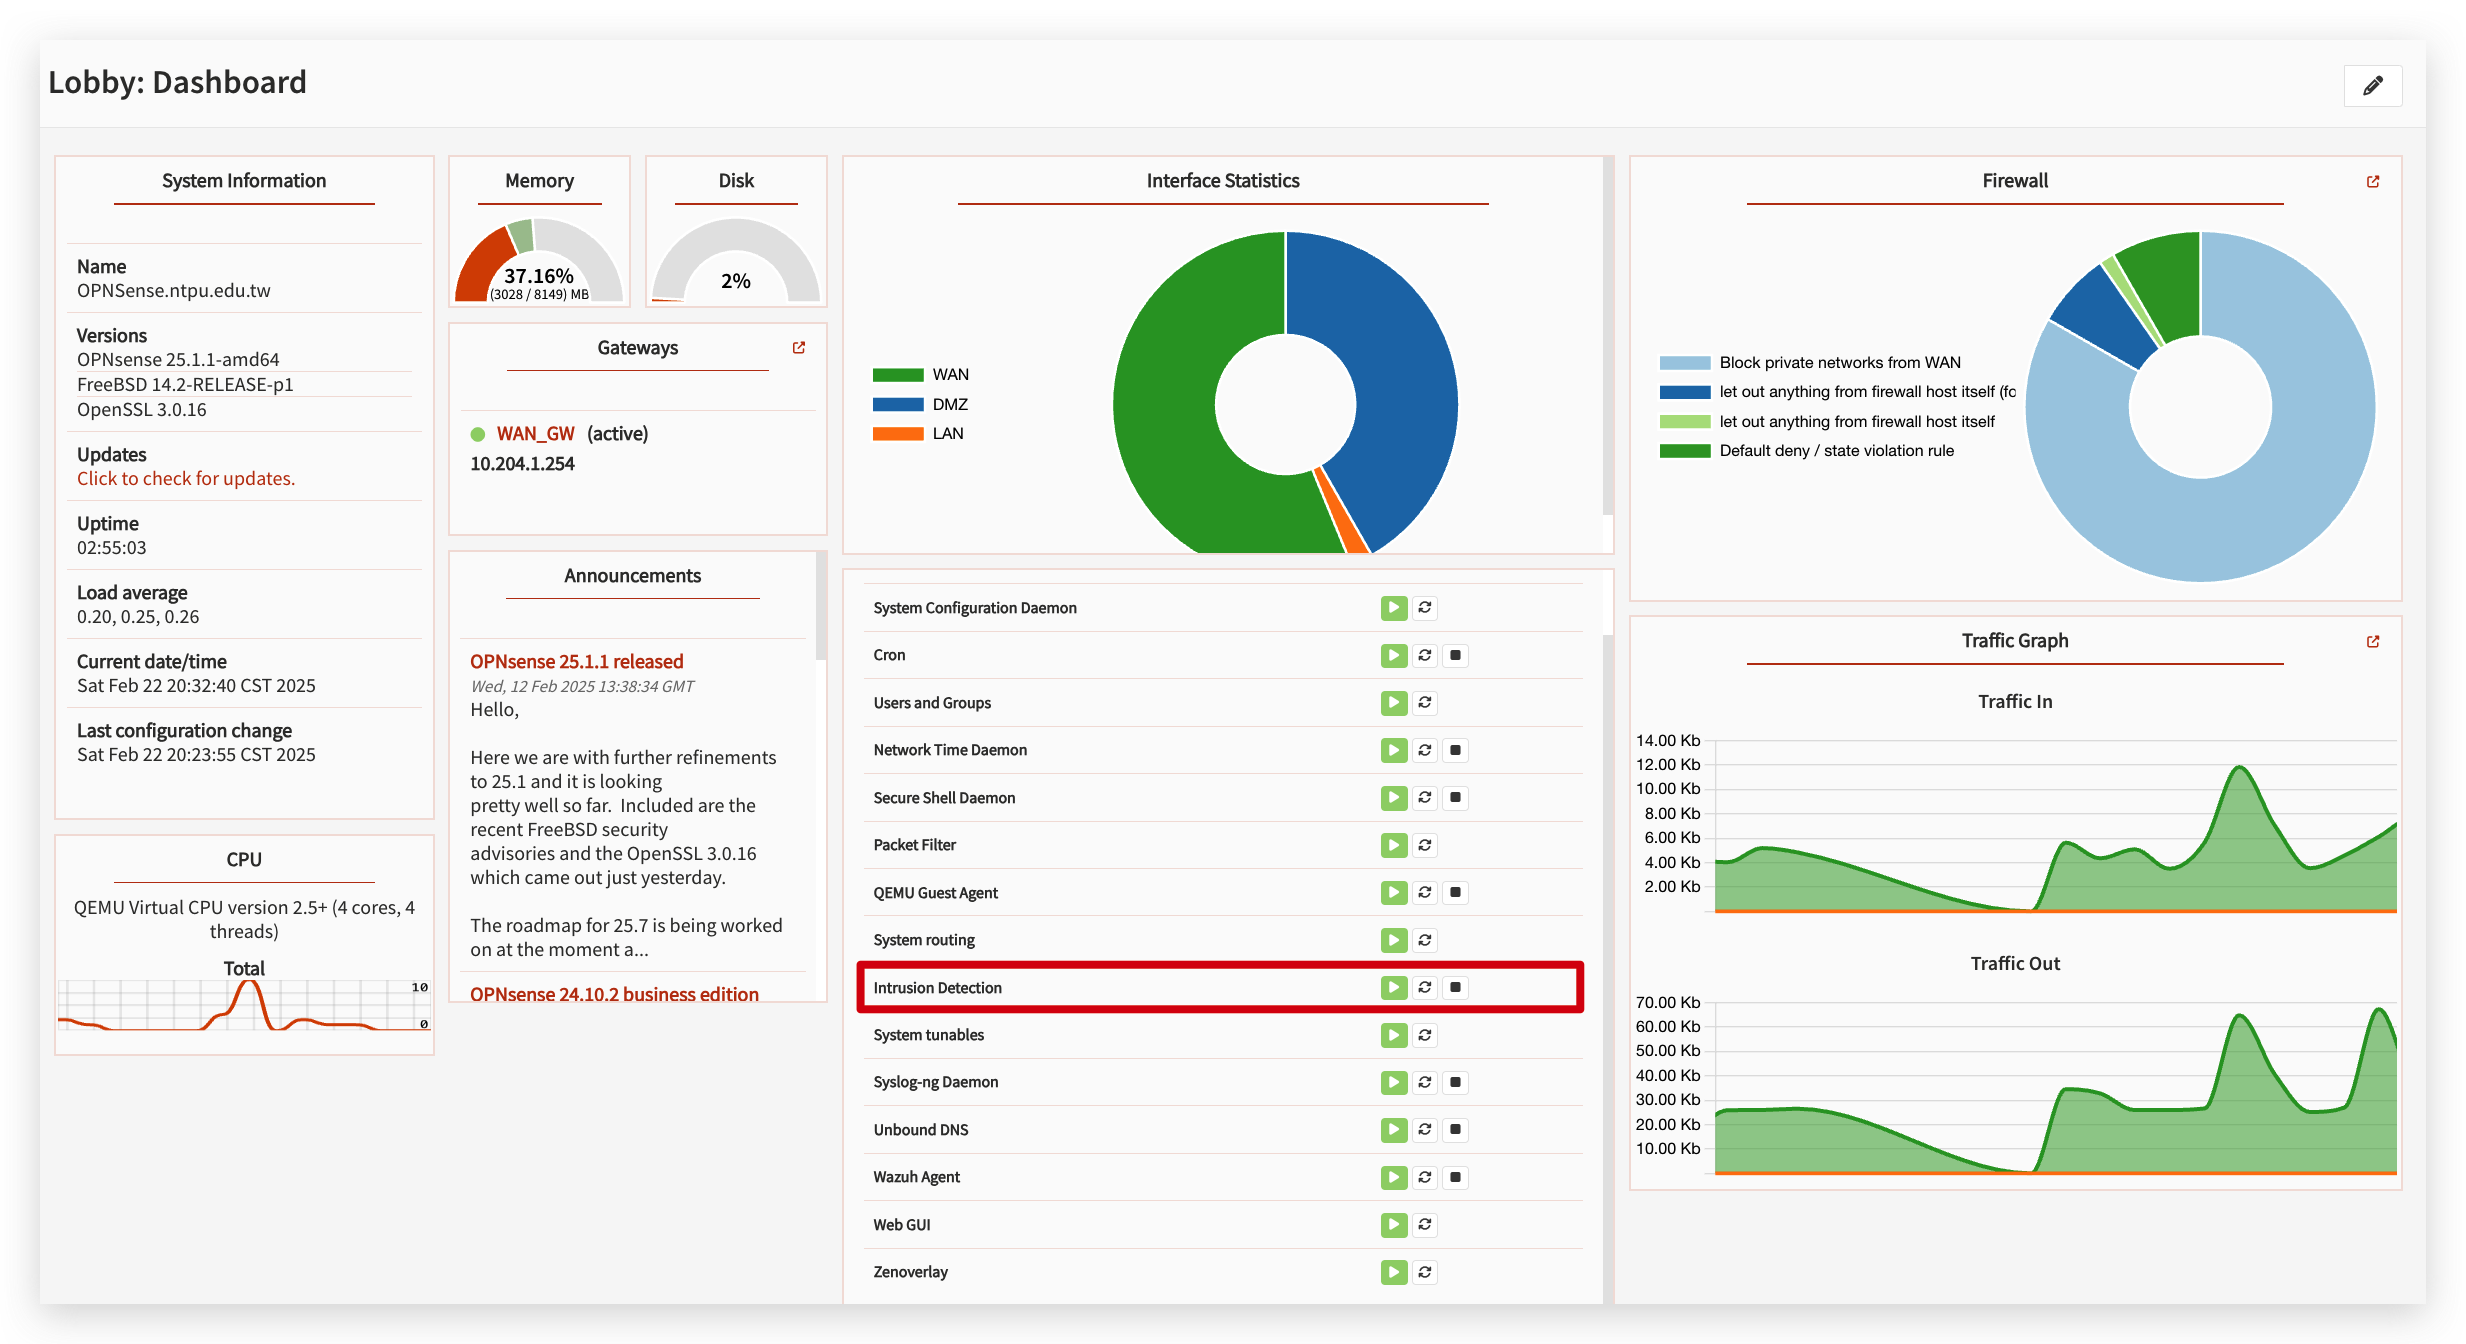 Lobby: Dashboard
System Information
Name
OPNSense.ntpu.edu.tw
Versions
OPNsense 25.1.1-amd64
FreeBSD 14.2-RELEASE-p1
OpenSSL 3.0.16
Updates
Click to check for updates.
Uptime
02:55:03
Load average
0.20, 0.25, 0.26
Current date/time
Sat Feb 22 20:32:40 CST 2025
Last configuration change
Sat Feb 22 20:23:55 CST 2025
CPU
QEMU Virtual CPU version 2.5+ (4 cores, 4
threads)
Total
10
0
Memory
37.16%
(3028 / 8149) MB
Disk
2%
Gateways
WAN_GW (active)
10.204.1.254
Announcements
OPNsense 25.1.1 released
Wed, 12 Feb 2025 13:38:34 GMT
Hello,
Here we are with further refinements
to 25.1 and it is looking
pretty well so far. Included are the
recent FreeBSD security
advisories and the OpenSSL 3.0.16
which came out just yesterday.
The roadmap for 25.7 is being worked
on at the moment a...
OPNsense 24.10.2 business edition
Interface Statistics
WAN
DMZ
LAN
System Configuration Daemon
Cron
Users and Groups
Network Time Daemon
Secure Shell Daemon
Packet Filter
QEMU Guest Agent
System routing
Intrusion Detection
System tunables
Syslog-ng Daemon
Unbound DNS
Wazuh Agent
Web GUI
Zenoverlay
Firewall
Block private networks from WAN
let out anything from firewall host itself (fo
let out anything from firewall host itself
Default deny / state violation rule
Traffic Graph
Traffic In
14.00 Kb
12.00 Kb
10.00 Kb
8.00 Kb
6.00 Kb
4.00 Kb
2.00 Kb
Traffic Out
70.00 Kb
60.00 Kb
50.00 Kb
40.00 Kb
30.00 Kb
20.00 Kb
10.00 Kb